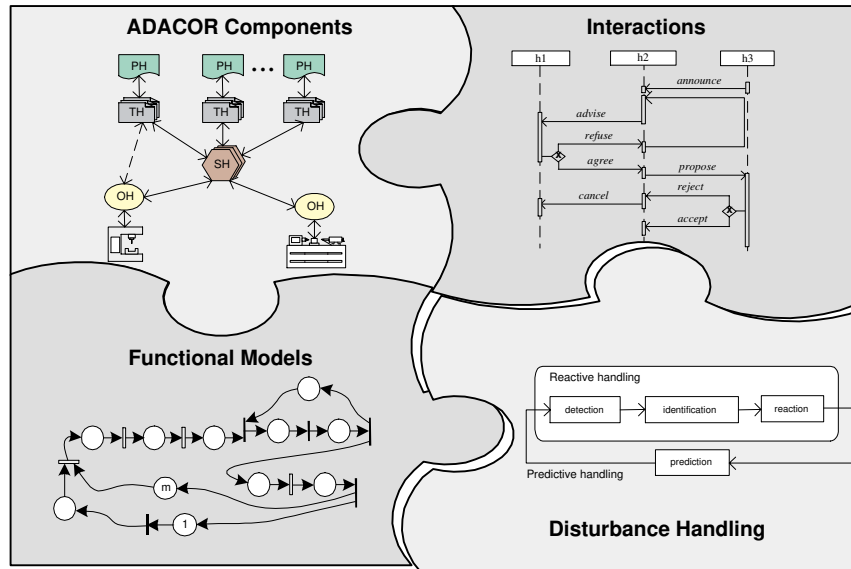 ADACOR Components
PH PH ... PH
TH TH TH
SH
OH
OH
Interactions
h1 h2 h3
announce
advise
refuse
agree
propose
reject
cancel
accept
Functional Models
m
1
Reactive handling
detection identification reaction
prediction
Predictive handling
Disturbance Handling